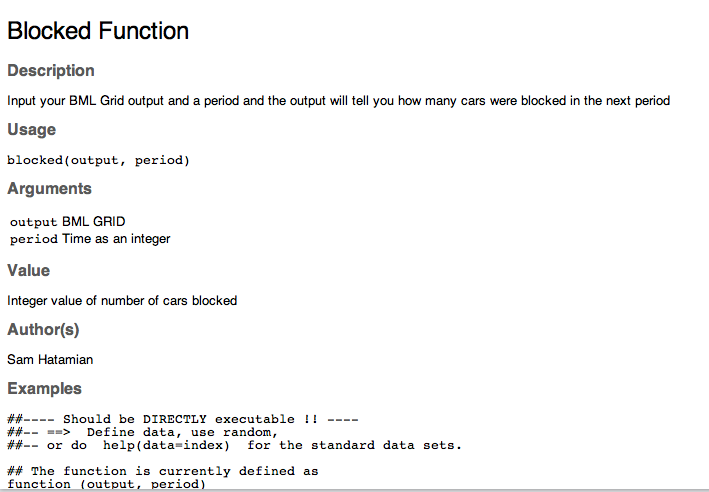 Blocked Function
Description
Input your BML Grid output and a period and the output will tell you how many cars were blocked in the next period
Usage
blocked(output, period)
Arguments
output BML GRID
period Time as an integer
Value
Integer value of number of cars blocked
Author(s)
Sam Hatamian
Examples
##---- Should be DIRECTLY executable !! ----
##-- ==>  Define data, use random,
##-- or do  help(data=index)  for the standard data sets.
## The function is currently defined as
function (output, period)